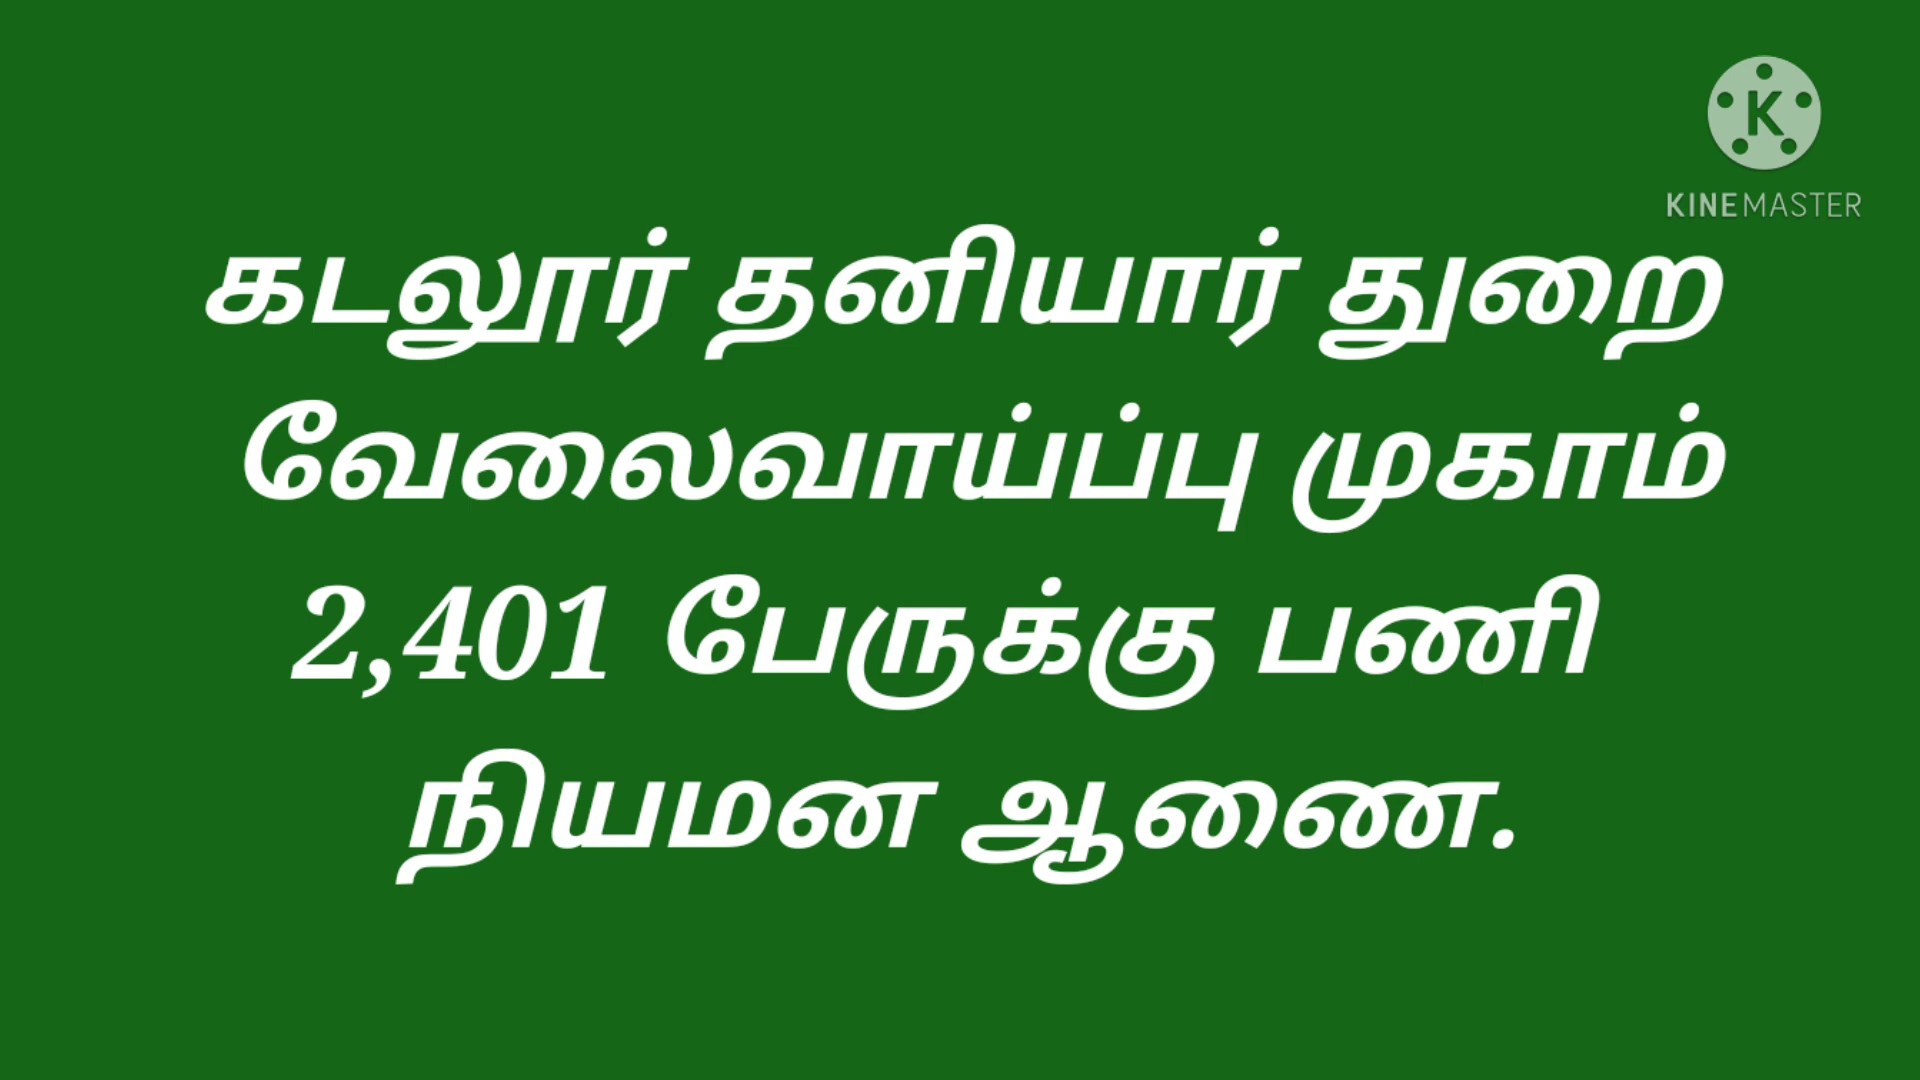 K
KINEMASTER
கடலூர் தனியார் துறை
வேலைவாய்ப்பு முகாம்
2,401 பேருக்கு பணி
நியமன ஆணை.